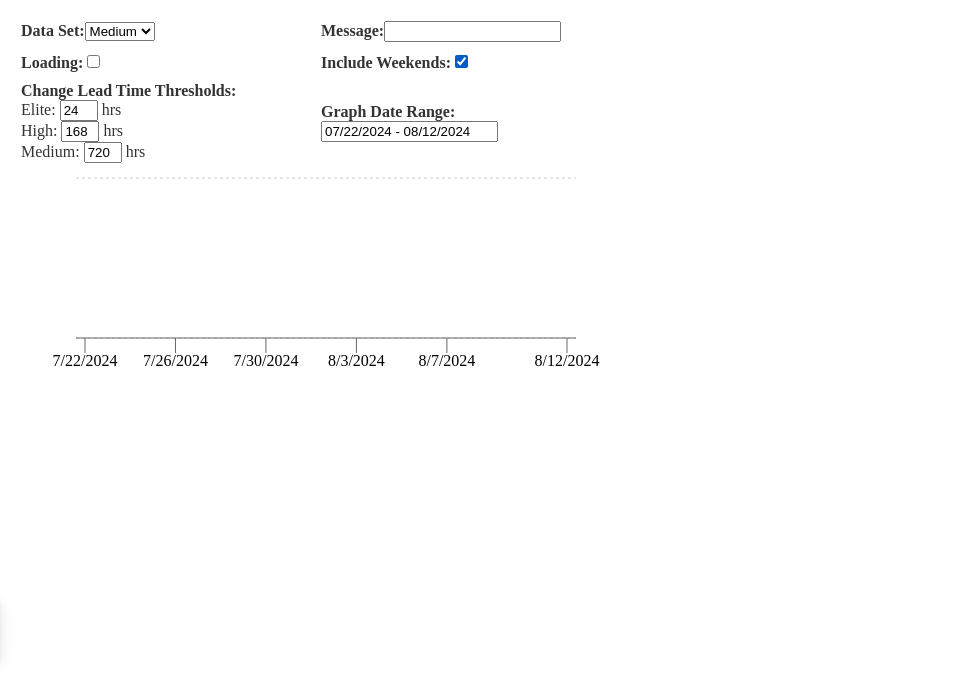 Data Set: Medium
Message:
Loading:
Include Weekends:
Change Lead Time Thresholds:
Elite: 24 hrs
High: 168 hrs
Medium: 720 hrs
Graph Date Range:
07/22/2024 - 08/12/2024
7/22/2024 7/26/2024 7/30/2024 8/3/2024 8/7/2024 8/12/2024